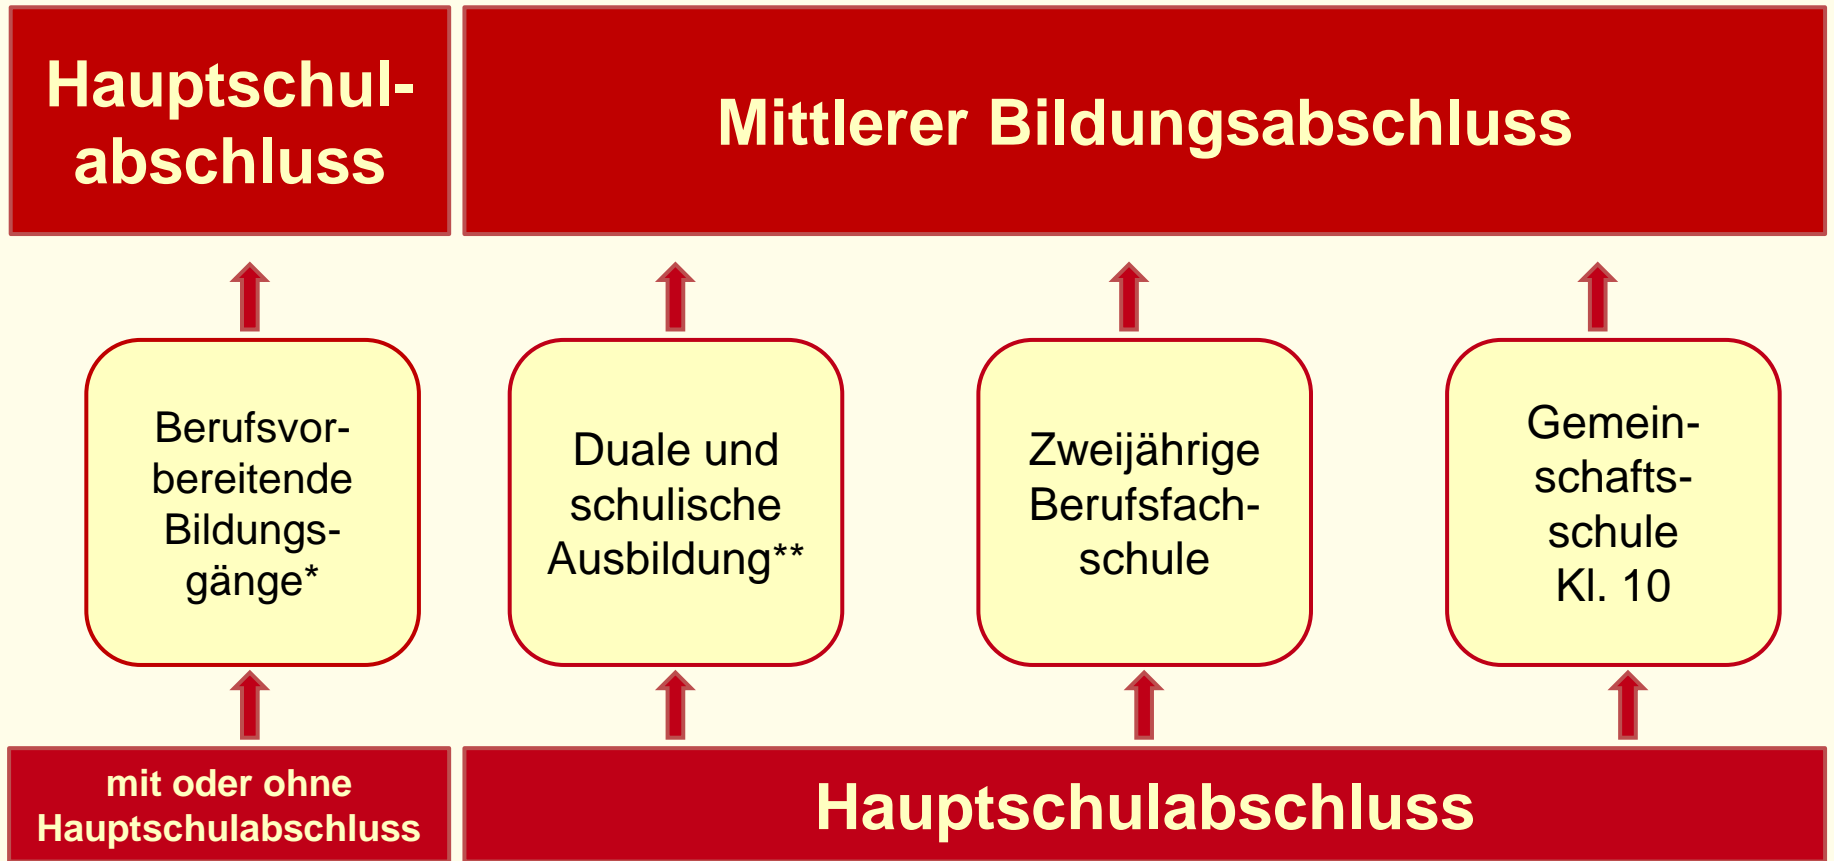 Hauptschul-
abschluss
Mittlerer Bildungsabschluss
Berufsvor-
bereitende
Bildungs-
gänge*
Duale und
schulische
Ausbildung**
Zweijährige
Berufsfach-
schule
Gemein-
schafts-
schule
Kl. 10
mit oder ohne
Hauptschulabschluss
Hauptschulabschluss